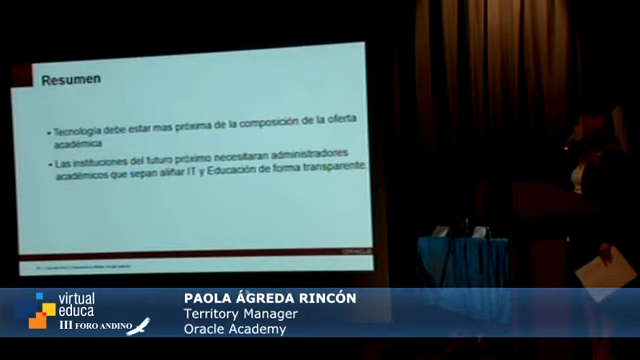 Resumen
▪ Tecnología debe estar mas próxima de la composición de la oferta
académica
▪ Las instituciones del futuro próximo necesitaran administradores
académicos que sepan alinar IT y Educación de forma transparente.
ORACLE
virtual
educa
III FORO ANDINO
PAOLA ÁGREDA RINCÓN
Territory Manager
Oracle Academy